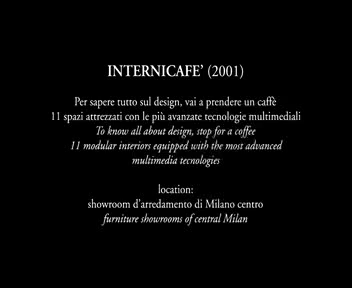 INTERNICAFE’ (2001)
Per sapere tutto sul design, vai a prendere un caffè
11 spazi attrezzati con le più avanzate tecnologie multimediali
To know all about design, stop for a coffee
11 modular interiors equipped with the most advanced
multimedia tecnologies
location:
showroom d’arredamento di Milano centro
furniture showrooms of central Milan